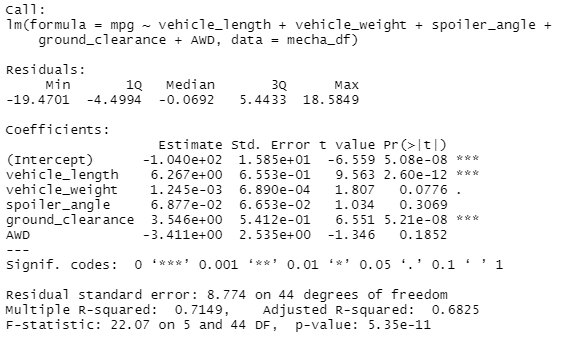 Call:
lm(formula = mpg ~ vehicle_length + vehicle_weight + spoiler_angle +
    ground_clearance + AWD, data = mecha_df)

Residuals:
     Min       1Q   Median       3Q      Max
-19.4701  -4.4994  -0.0692   5.4433  18.5849

Coefficients:
                   Estimate Std. Error t value Pr(>|t|)
(Intercept)      -1.040e+02  1.585e+01  -6.559 5.08e-08 ***
vehicle_length    6.267e+00  6.553e-01   9.563 2.60e-12 ***
vehicle_weight    1.245e-03  6.890e-04   1.807   0.0776 .
spoiler_angle     6.877e-02  6.653e-02   1.034   0.3069
ground_clearance  3.546e+00  5.412e-01   6.551 5.21e-08 ***
AWD              -3.411e+00  2.535e+00  -1.346   0.1852
---
Signif. codes:  0 ‘***’ 0.001 ‘**’ 0.01 ‘*’ 0.05 ‘.’ 0.1 ‘ ’ 1

Residual standard error: 8.774 on 44 degrees of freedom
Multiple R-squared:  0.7149,    Adjusted R-squared:  0.6825
F-statistic: 22.07 on 5 and 44 DF,  p-value: 5.35e-11